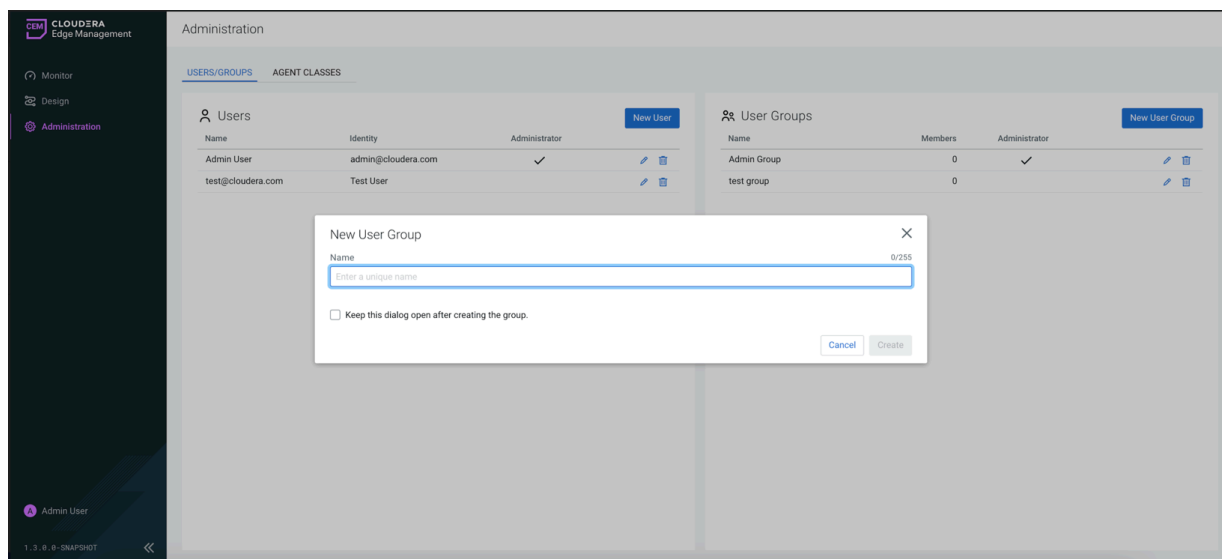 CEM CLOUDERA
Edge Management
Administration
Monitor
Design
Administration
USERS/GROUPS AGENT CLASSES
Users New User
Name Identity Administrator
Admin User admin@cloudera.com
test@cloudera.com Test User
User Groups New User Group
Name Members Administrator
Admin Group 0
test group 0
New User Group
Name 0/255
Enter a unique name
Keep this dialog open after creating the group.
Cancel Create
A Admin User
1.3.0.0-SNAPSHOT